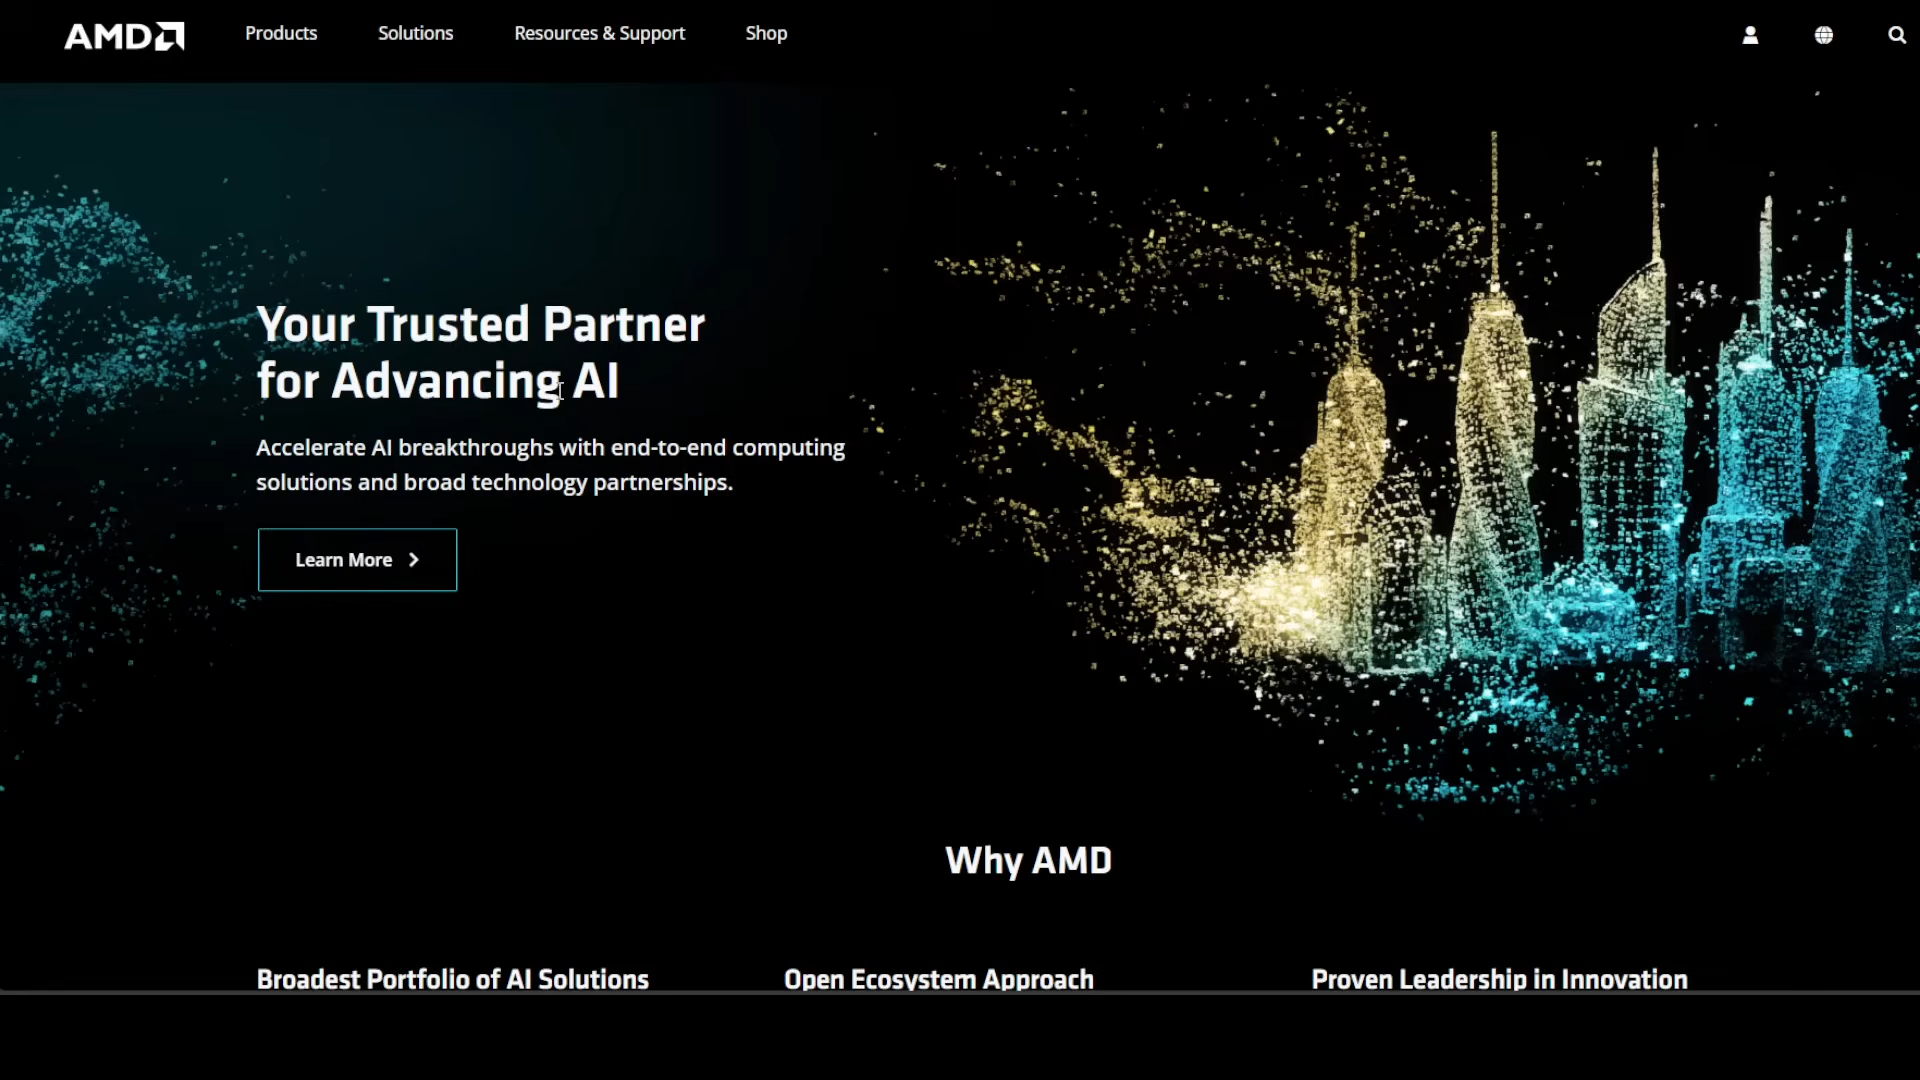 AMD
Products
Solutions
Resources & Support
Shop
Your Trusted Partner
for Advancing AI
Accelerate AI breakthroughs with end-to-end computing
solutions and broad technology partnerships.
Learn More
Why AMD
Broadest Portfolio of AI Solutions
Open Ecosystem Approach
Proven Leadership in Innovation